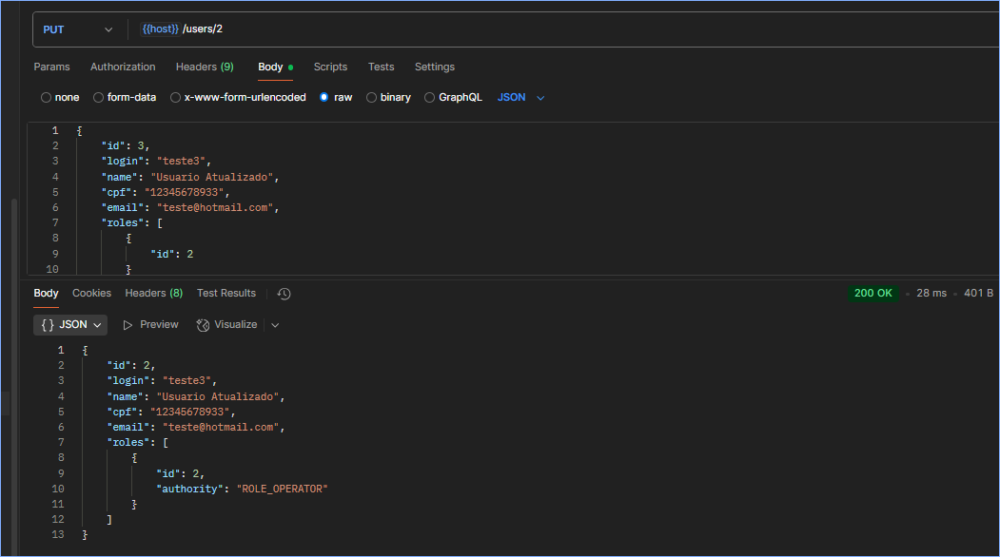 PUT {{host}} /users/2
Params Authorization Headers (9) Body Scripts Tests Settings
none form-data x-www-form-urlencoded raw binary GraphQL JSON
1 {
2 "id": 3,
3 "login": "teste3",
4 "name": "Usuario Atualizado",
5 "cpf": "12345678933",
6 "email": "teste@hotmail.com",
7 "roles": [
8 {
9 "id": 2
10 }
Body Cookies Headers (8) Test Results 200 OK 28 ms 401 B
{} JSON Preview Visualize
1 {
2 "id": 2,
3 "login": "teste3",
4 "name": "Usuario Atualizado",
5 "cpf": "12345678933",
6 "email": "teste@hotmail.com",
7 "roles": [
8 {
9 "id": 2,
10 "authority": "ROLE_OPERATOR"
11 }
12 ]
13 }